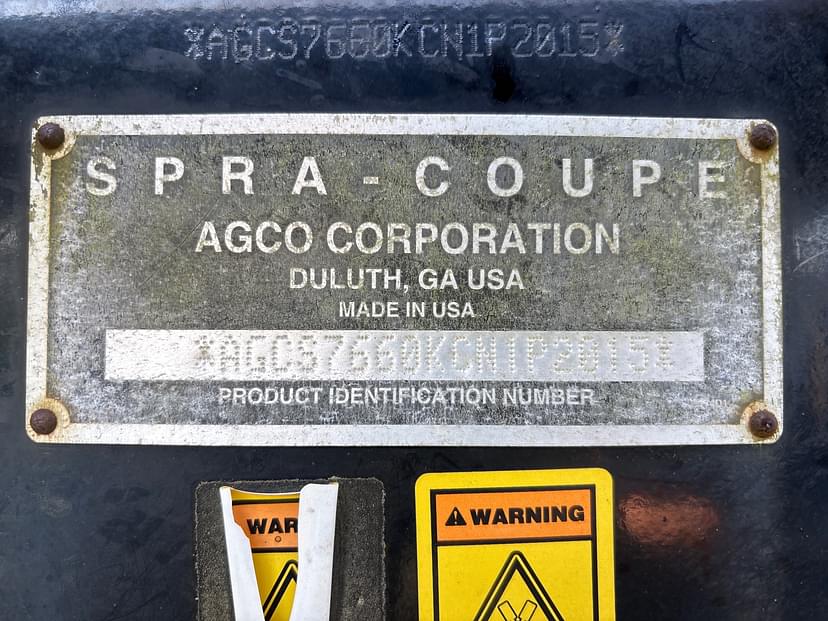 *AGCS7660KCN1P2015*
SPRA-COUPE
AGCO CORPORATION
DULUTH, GA USA
MADE IN USA
*AGCS7660KCN1P2015*
PRODUCT IDENTIFICATION NUMBER
WAR
WARNING